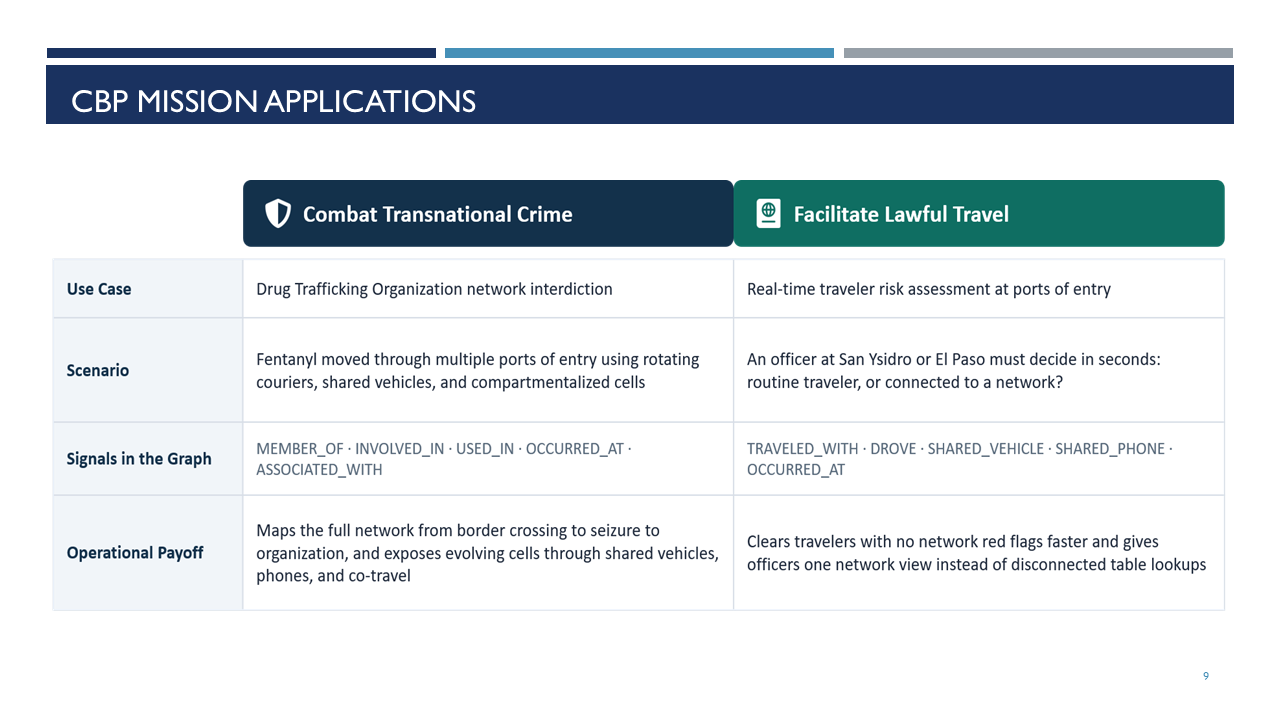 CBP MISSION APPLICATIONS
Combat Transnational Crime
Facilitate Lawful Travel
Use Case
Drug Trafficking Organization network interdiction
Real-time traveler risk assessment at ports of entry
Scenario
Fentanyl moved through multiple ports of entry using rotating
couriers, shared vehicles, and compartmentalized cells
An officer at San Ysidro or El Paso must decide in seconds:
routine traveler, or connected to a network?
Signals in the Graph
MEMBER_OF · INVOLVED_IN · USED_IN · OCCURRED_AT ·
ASSOCIATED_WITH
TRAVELED_WITH · DROVE · SHARED_VEHICLE · SHARED_PHONE ·
OCCURRED_AT
Operational Payoff
Maps the full network from border crossing to seizure to
organization, and exposes evolving cells through shared vehicles,
phones, and co-travel
Clears travelers with no network red flags faster and gives
officers one network view instead of disconnected table lookups
9